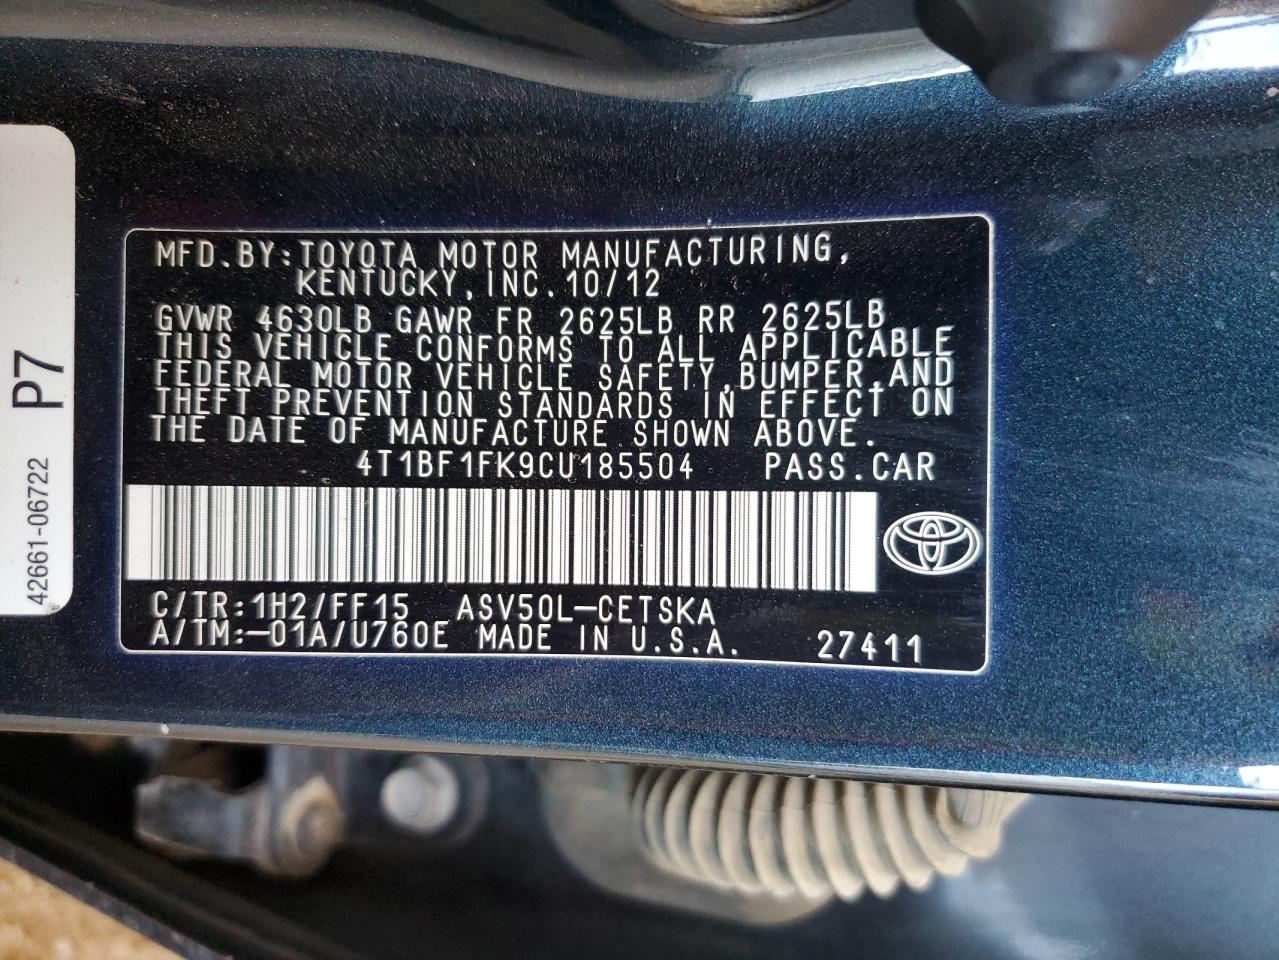 MFD.BY:TOYOTA MOTOR MANUFACTURING,
KENTUCKY,INC.10/12
GVWR 4630LB GAWR FR 2625LB RR 2625LB
THIS VEHICLE CONFORMS TO ALL APPLICABLE
FEDERAL MOTOR VEHICLE SAFETY,BUMPER,AND
THEFT PREVENTION STANDARDS IN EFFECT ON
THE DATE OF MANUFACTURE SHOWN ABOVE.
4T1BF1FK9CU185504 PASS.CAR
C/TR:1H2/FF15 ASV50L-CETSKA
A/TM:-01A/U760E MADE IN U.S.A. 27411
42661-06722 P7